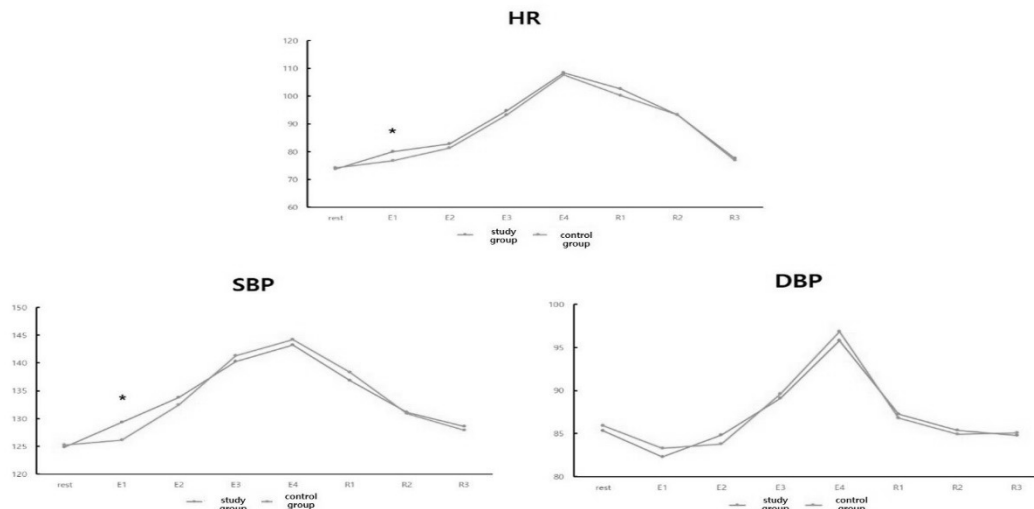 HR
120
110
100
90
80
70
60
*
rest E1 E2 E3 E4 R1 R2 R3
study group control group
SBP
150
145
140
135
130
125
120
*
rest E1 E2 E3 E4 R1 R2 R3
study group control group
DBP
100
95
90
85
80
rest E1 E2 E3 E4 R1 R2 R3
study group control group